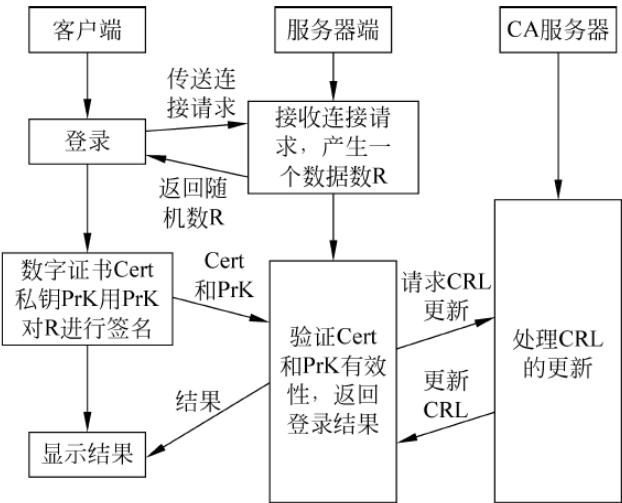 客户端
服务器端
CA服务器
传送连
接请求
登录
接收连接请
求，产生一
个数据数R
返回随
机数R
数字证书Cert
私钥PrK用PrK
对R进行签名
Cert
和PrK
请求CRL
更新
验证Cert
和PrK有效
性，返回
登录结果
处理CRL
的更新
更新
CRL
结果
显示结果